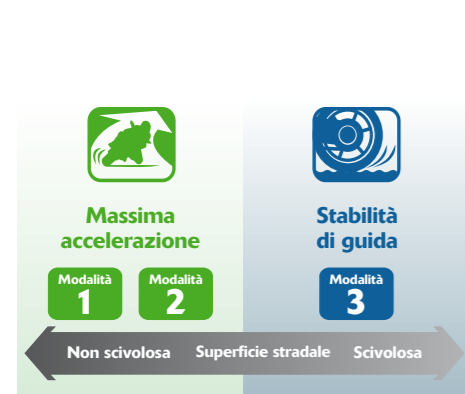 Massima
accelerazione
Stabilità
di guida
Modalità
1
Modalità
2
Modalità
3
Non scivolosa Superficie stradale Scivolosa